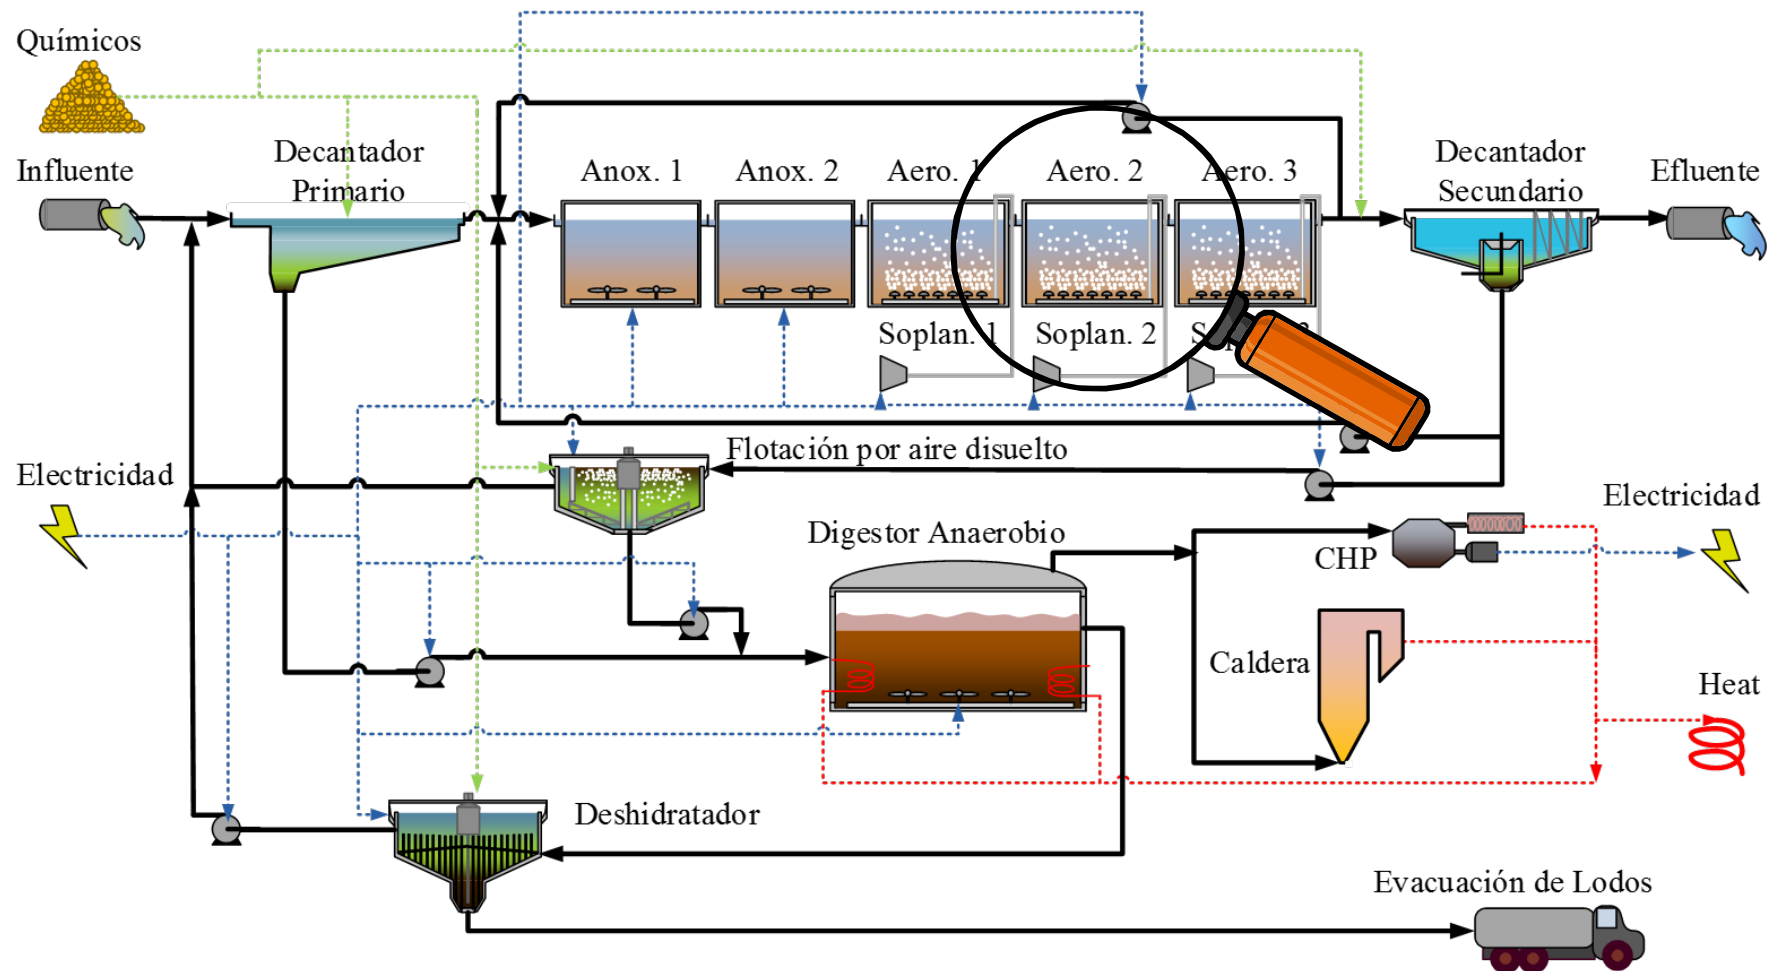 Químicos
Influente
Decantador
Primario
Anox. 1
Anox. 2
Aero. 1
Aero. 2
Aero. 3
Decantador
Secundario
Efluente
Soplan. 1
Soplan. 2
Flotación por aire disuelto
Electricidad
Digestor Anaerobio
CHP
Electricidad
Caldera
Heat
Deshidratador
Evacuación de Lodos